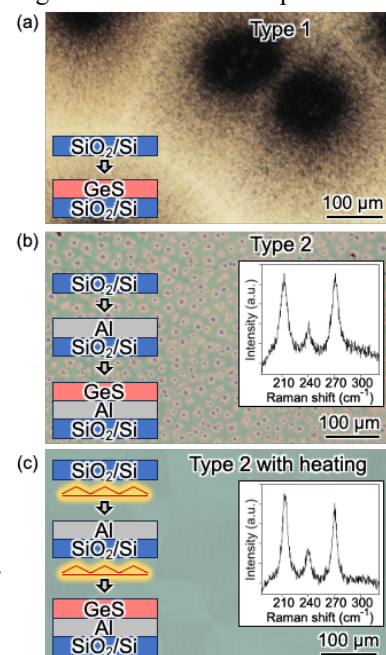 (a)
Type 1
SiO2/Si
GeS
SiO2/Si
100 μm
(b)
Type 2
SiO2/Si
Al
SiO2/Si
GeS
Al
SiO2/Si
Intensity (a.u.)
210 240 270 300
Raman shift (cm-1)
100 μm
(c)
Type 2 with heating
SiO2/Si
Al
SiO2/Si
GeS
Al
SiO2/Si
Intensity (a.u.)
210 240 270 300
Raman shift (cm-1)
100 μm